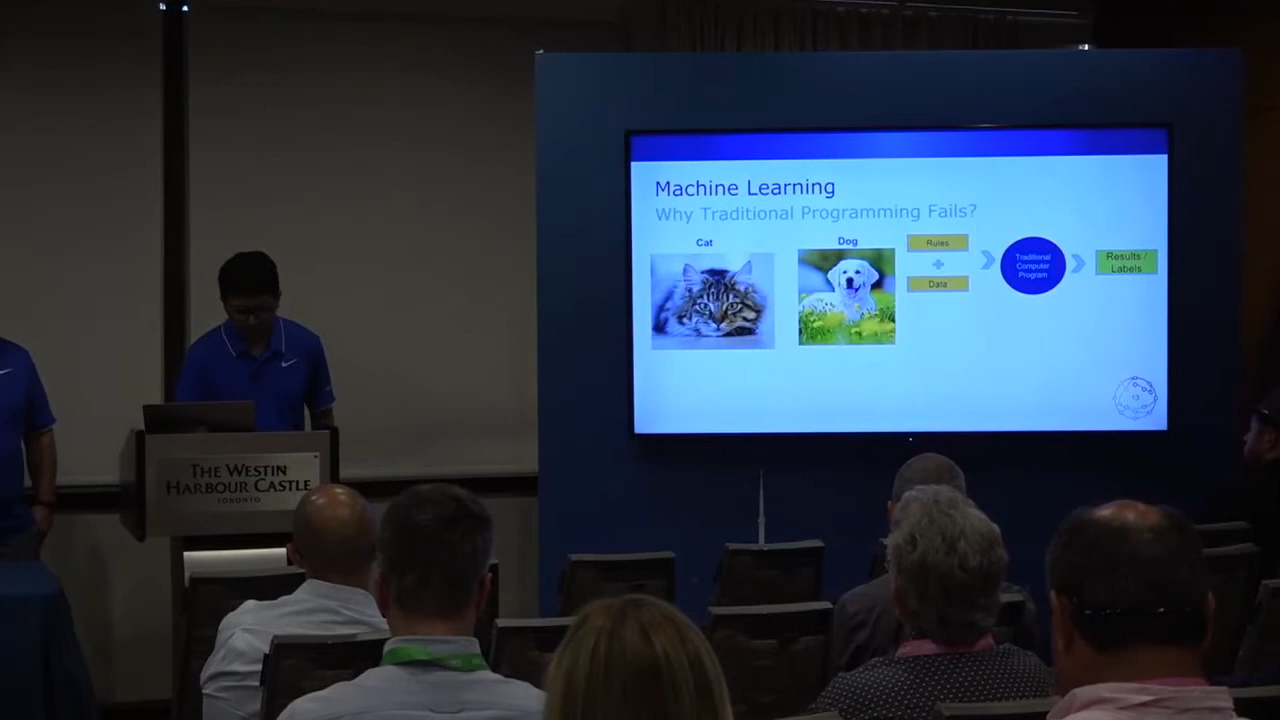 Machine Learning
Why Traditional Programming Fails?
Cat
Dog
Rules
Data
Traditional
Computer
Program
Results /
Labels
13
THE WESTIN
HARBOUR CASTLE
TORONTO